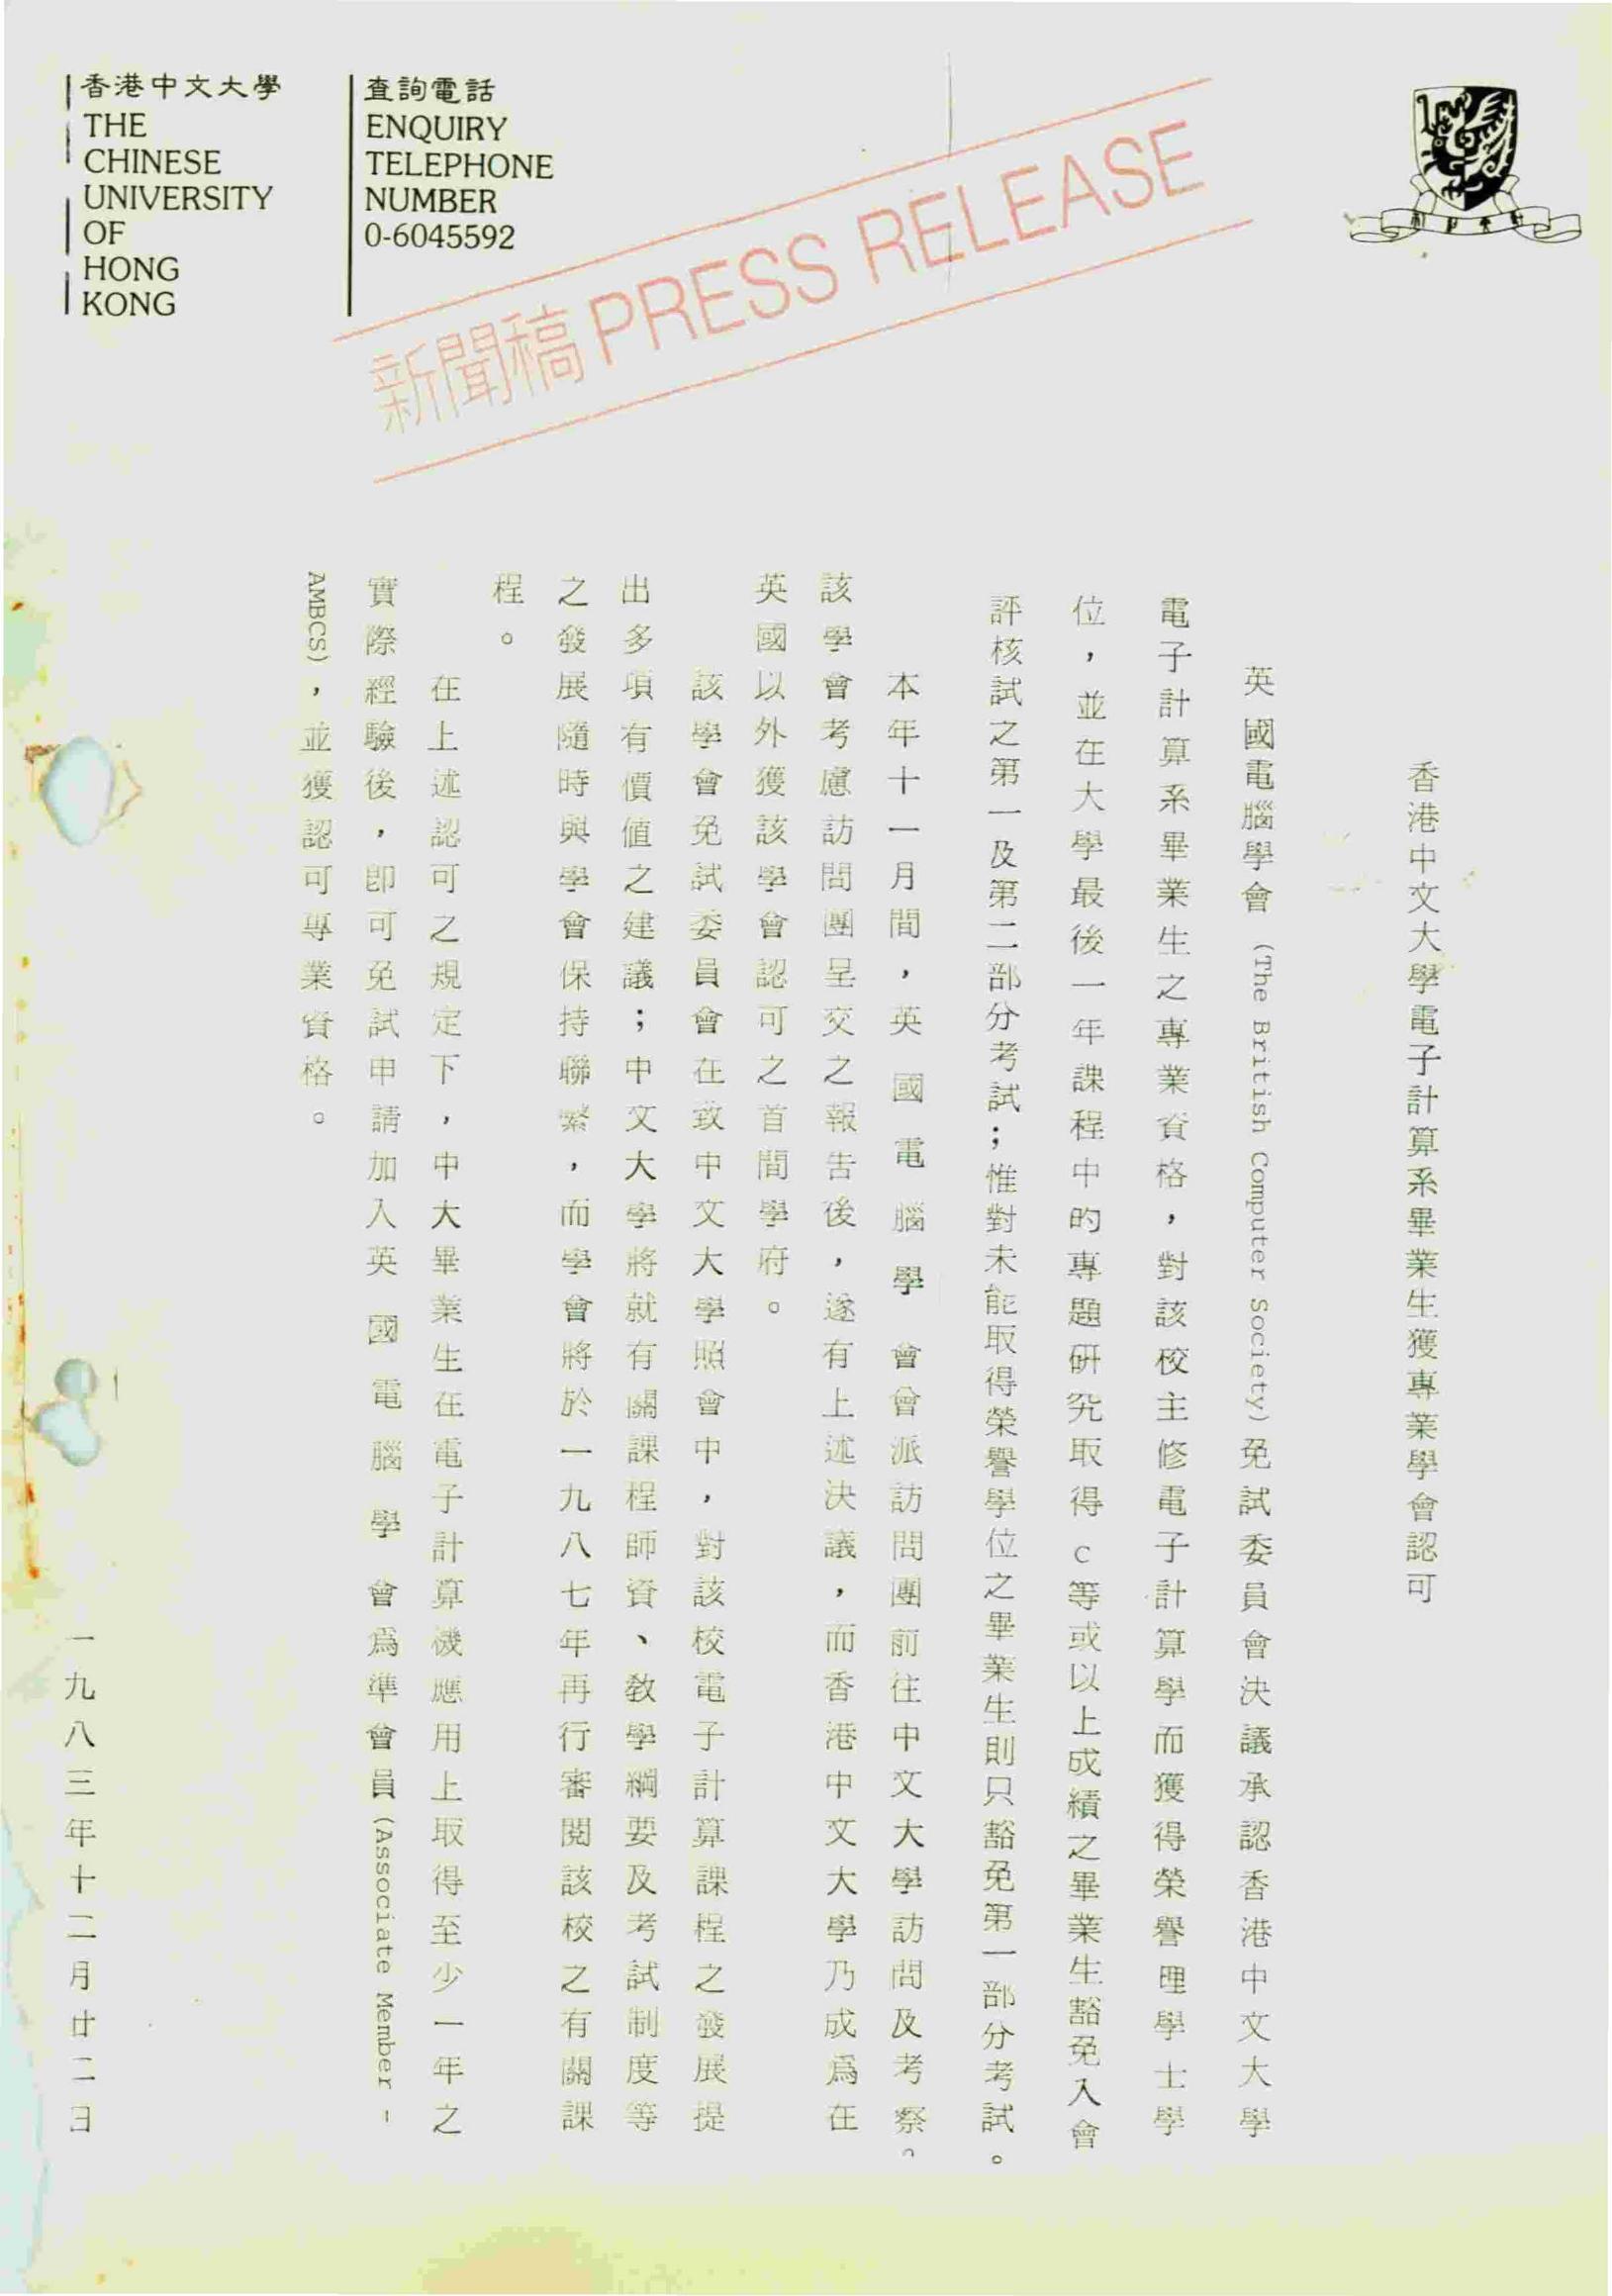 香港中文大學
THE
CHINESE
UNIVERSITY
OF
HONG
KONG
查詢電話
ENQUIRY
TELEPHONE
NUMBER
0-6045592
新聞稿 PRESS RELEASE
香港中文大學電子計算系畢業生獲專業學會認可
英國電腦學會 (The British Computer Society) 免試委員會決議承認香港中文大學
電子計算系畢業生之專業資格，對該校主修電子計算學而獲得榮譽理學士學
位，並在大學最後一年課程中的專題研究取得C等或以上成績之畢業生豁免入會
評核試之第一及第二部分考試；惟對未能取得榮譽學位之畢業生則只豁免第一部分考試。
本年十一月間，英國電腦學會曾派訪問團前往中文大學訪問及考察。
該學會考慮訪問團呈交之報告後，遂有上述決議，而香港中文大學乃成爲在
英國以外獲該學會認可之首間學府。
該學會免試委員會在致中文大學照會中，對該校電子計算課程之發展提
出多項有價值之建議；中文大學將就有關課程師資、教學綱要及考試制度等
之發展隨時與學會保持聯繫，而學會將於一九八七年再行審閱該校之有關課
程。
在上述認可之規定下，中大畢業生在電子計算機應用上取得至少一年之
實際經驗後，即可免試申請加入英國電腦學會爲準會員 (Associate Member -
AMBCS)，並獲認可專業資格。
一九八三年十二月廿二日